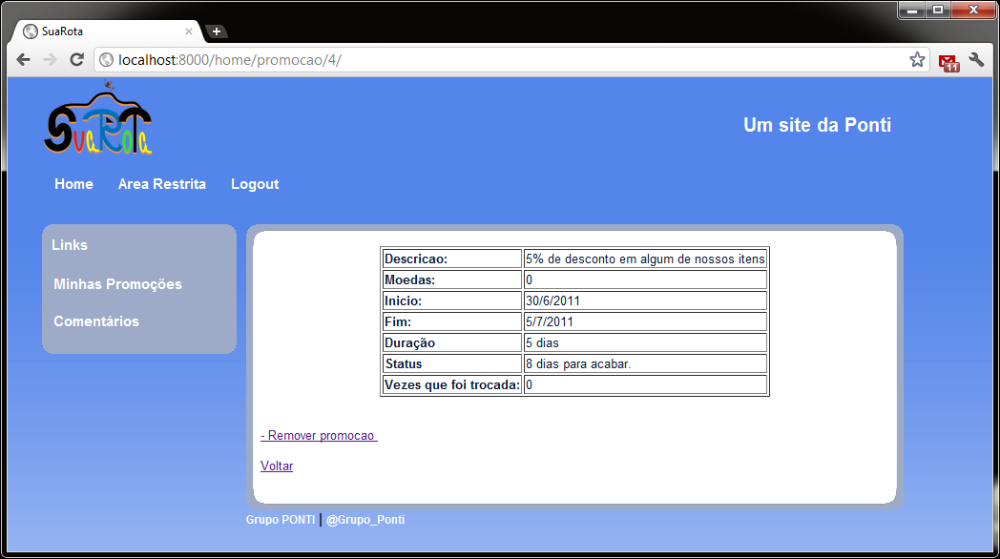 SuaRota
localhost:8000/home/promocao/4/
11
SuaRota
Um site da Ponti
Home Area Restrita Logout
Links
Minhas Promoções
Comentários
Descricao: 5% de desconto em algum de nossos itens
Moedas: 0
Inicio: 30/6/2011
Fim: 5/7/2011
Duração 5 dias
Status 8 dias para acabar.
Vezes que foi trocada: 0
- Remover promocao
Voltar
Grupo PONTI | @Grupo_Ponti